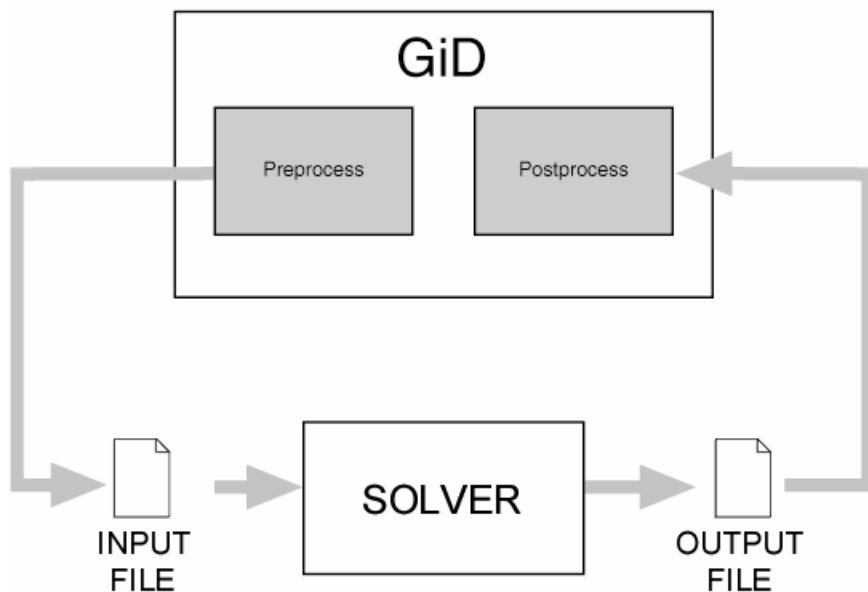 GiD
Preprocess
Postprocess
SOLVER
INPUT
FILE
OUTPUT
FILE